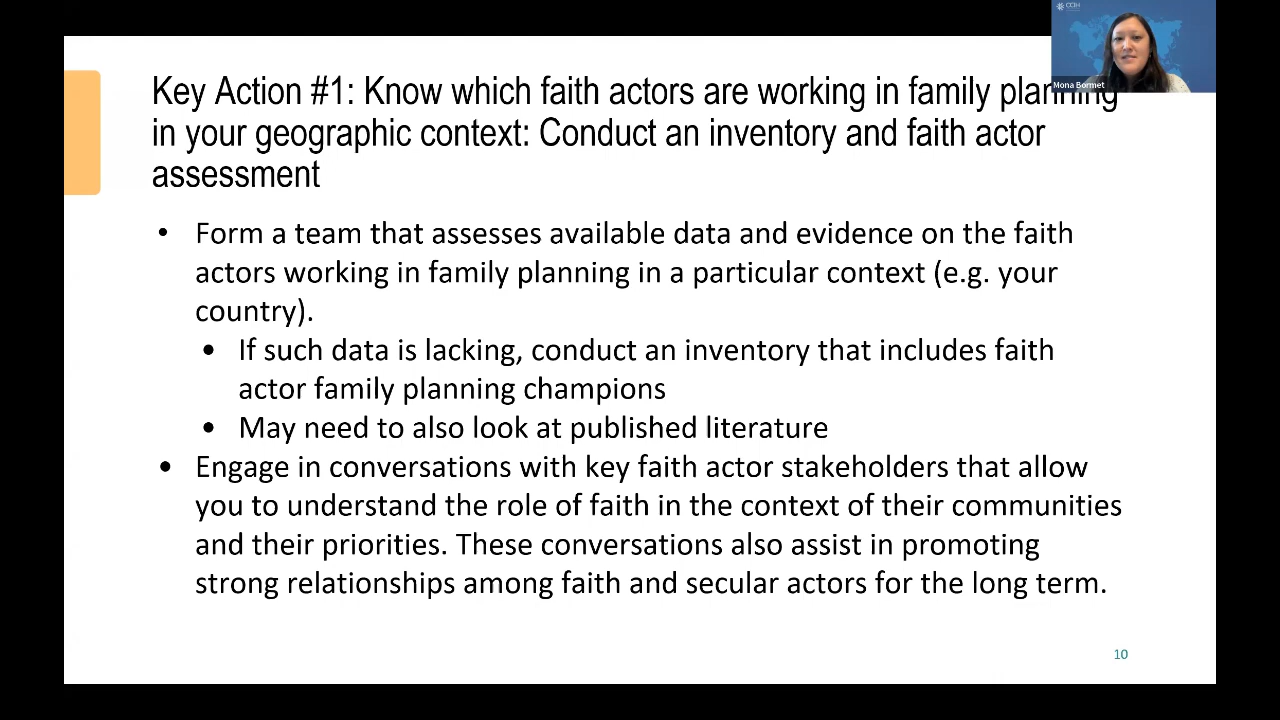 CCIH
Mona Bormet
Key Action #1: Know which faith actors are working in family planning
in your geographic context: Conduct an inventory and faith actor
assessment
• Form a team that assesses available data and evidence on the faith
actors working in family planning in a particular context (e.g. your
country).
• If such data is lacking, conduct an inventory that includes faith
actor family planning champions
• May need to also look at published literature
• Engage in conversations with key faith actor stakeholders that allow
you to understand the role of faith in the context of their communities
and their priorities. These conversations also assist in promoting
strong relationships among faith and secular actors for the long term.
10